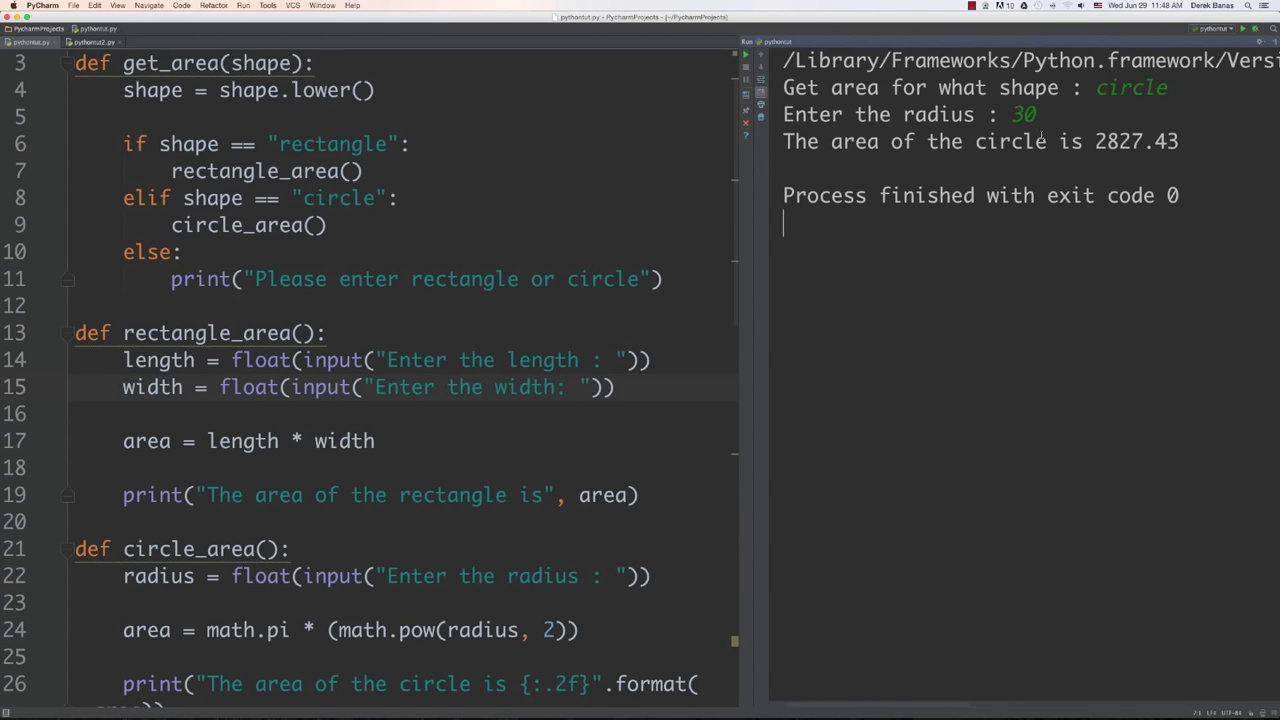 PyCharm File Edit View Navigate Code Refactor Run Tools VCS Window Help
10 Wed Jun 29 11:48 AM Derek Banas
pythontut.py - PycharmProjects - [~/PycharmProjects]
PycharmProjects pythontut.py
pythontut
pythontut.py pythontut2.py
Run pythontut
3 def get_area(shape):
4 shape = shape.lower()
5
6 if shape == "rectangle":
7 rectangle_area()
8 elif shape == "circle":
9 circle_area()
10 else:
11 print("Please enter rectangle or circle")
12
13 def rectangle_area():
14 length = float(input("Enter the length : "))
15 width = float(input("Enter the width: "))
16
17 area = length * width
18
19 print("The area of the rectangle is", area)
20
21 def circle_area():
22 radius = float(input("Enter the radius : "))
23
24 area = math.pi * (math.pow(radius, 2))
25
26 print("The area of the circle is {:.2f}".format(
/Library/Frameworks/Python.framework/Versi
Get area for what shape : circle
Enter the radius : 30
The area of the circle is 2827.43
Process finished with exit code 0
7:1 LF UTF-8